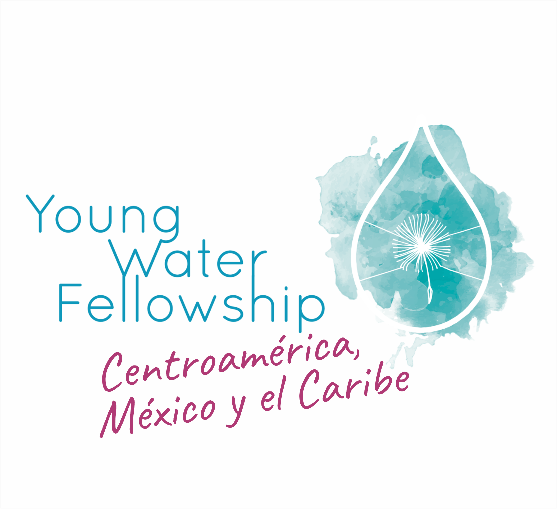 Young
Water
Fellowship
Centroamérica,
México y el Caribe